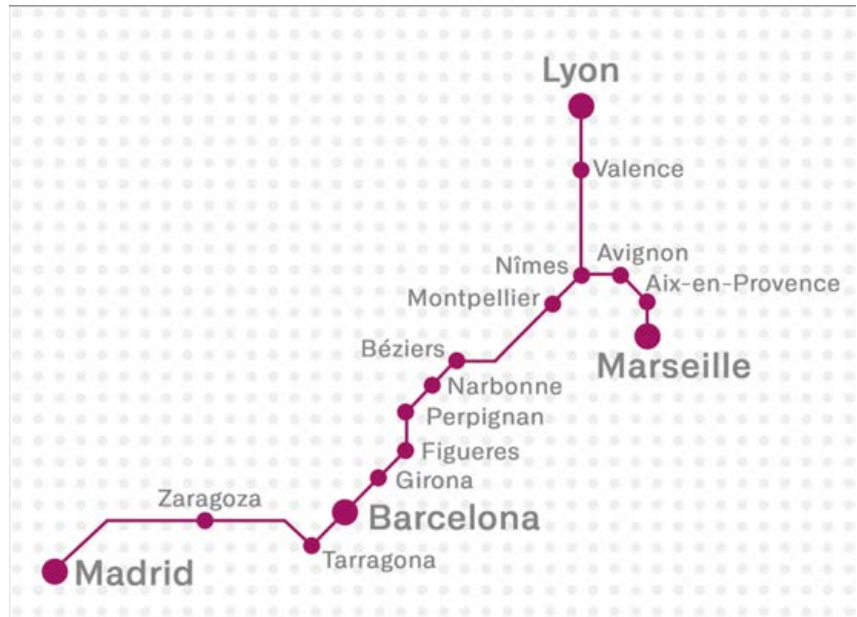 Lyon
Valence
Nîmes
Avignon
Montpellier
Aix-en-Provence
Béziers
Marseille
Narbonne
Perpignan
Figueres
Girona
Zaragoza
Barcelona
Tarragona
Madrid